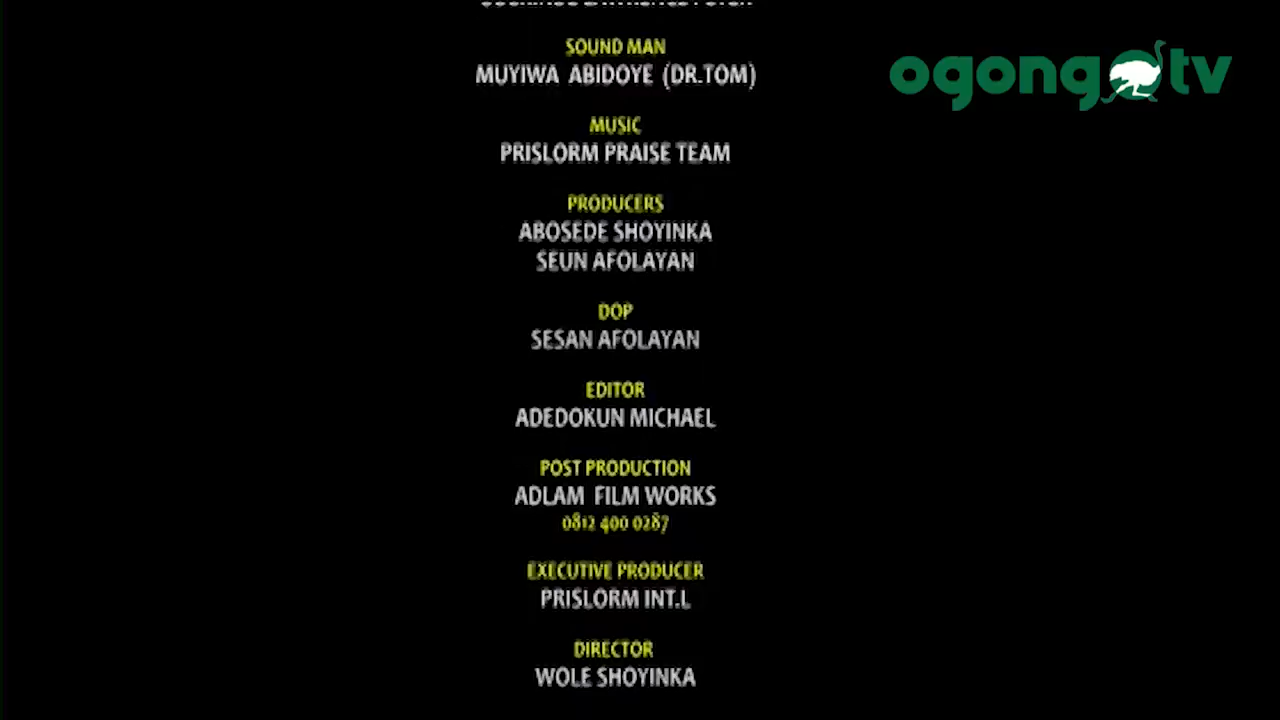 SOUND MAN
MUYIWA ABIDOYE (DR.TOM)
MUSIC
PRISLORM PRAISE TEAM
PRODUCERS
ABOSEDE SHOYINKA
SEUN AFOLAYAN
DOP
SESAN AFOLAYAN
EDITOR
ADEDOKUN MICHAEL
POST PRODUCTION
ADLAM FILM WORKS
0812 400 0287
EXECUTIVE PRODUCER
PRISLORM INT.L
DIRECTOR
WOLE SHOYINKA
ogongotv